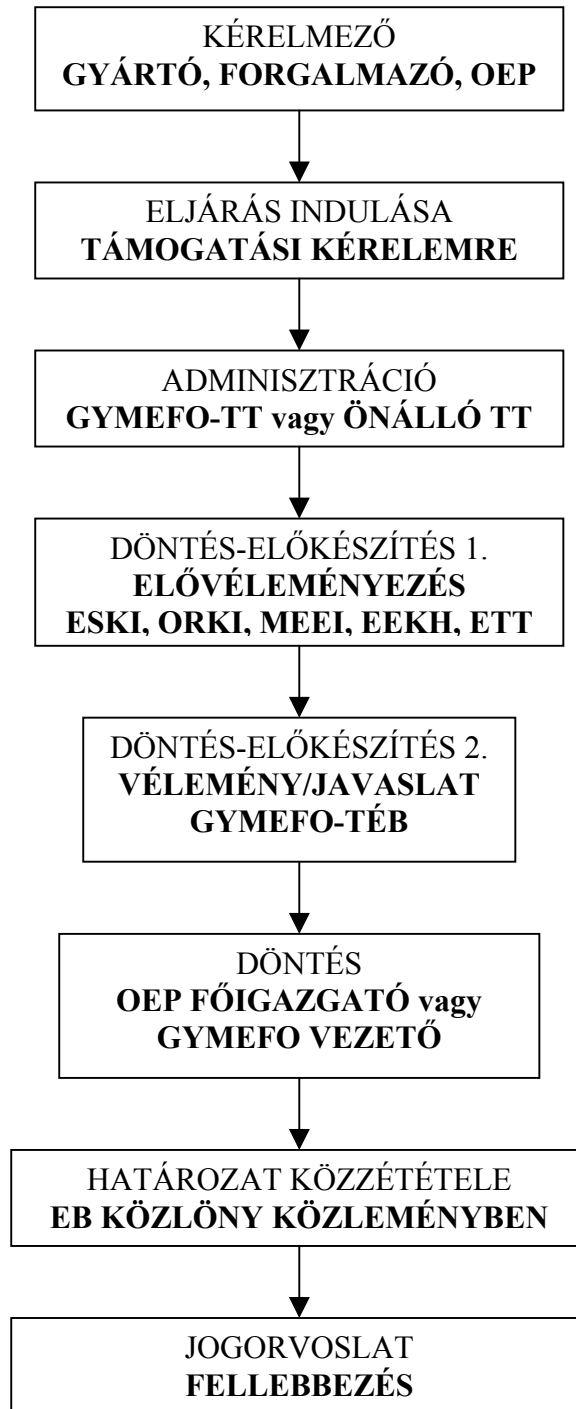 KÉRELMEZŐ
GYÁRTÓ, FORGALMAZÓ, OEP
ELJÁRÁS INDULÁSA
TÁMOGATÁSI KÉRELEMRE
ADMINISZTRÁCIÓ
GYMEFO-TT vagy ÖNÁLLÓ TT
DÖNTÉS-ELŐKÉSZÍTÉS 1.
ELŐVÉLEMÉNYEZÉS
ESKI, ORKI, MEEI, EEKH, ETT
DÖNTÉS-ELŐKÉSZÍTÉS 2.
VÉLEMÉNY/JAVASLAT
GYMEFO-TÉB
DÖNTÉS
OEP FŐIGAZGATÓ vagy
GYMEFO VEZETŐ
HATÁROZAT KÖZZÉTÉTELE
EB KÖZLÖNY KÖZLEMÉNYBEN
JOGORVOSLAT
FELLEBBEZÉS